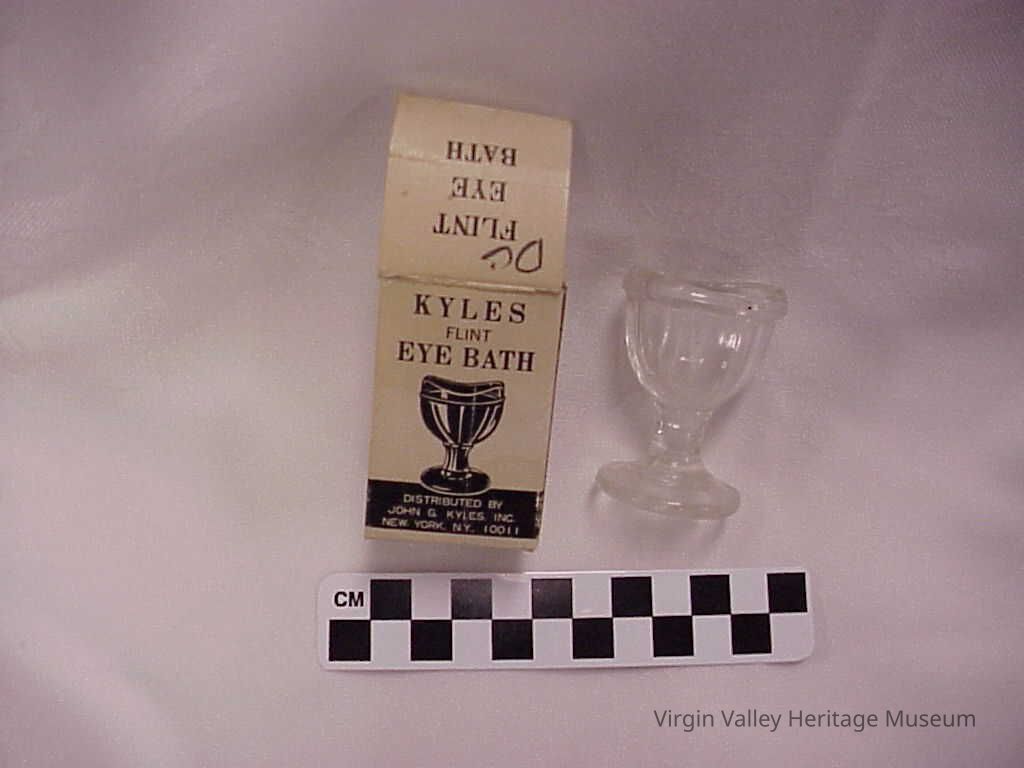 FLINT
EYE
BATH
KYLES
FLINT
EYE BATH
DISTRIBUTED BY
JOHN G. KYLES, INC.
NEW YORK, N.Y. 10011
CM
Virgin Valley Heritage Museum